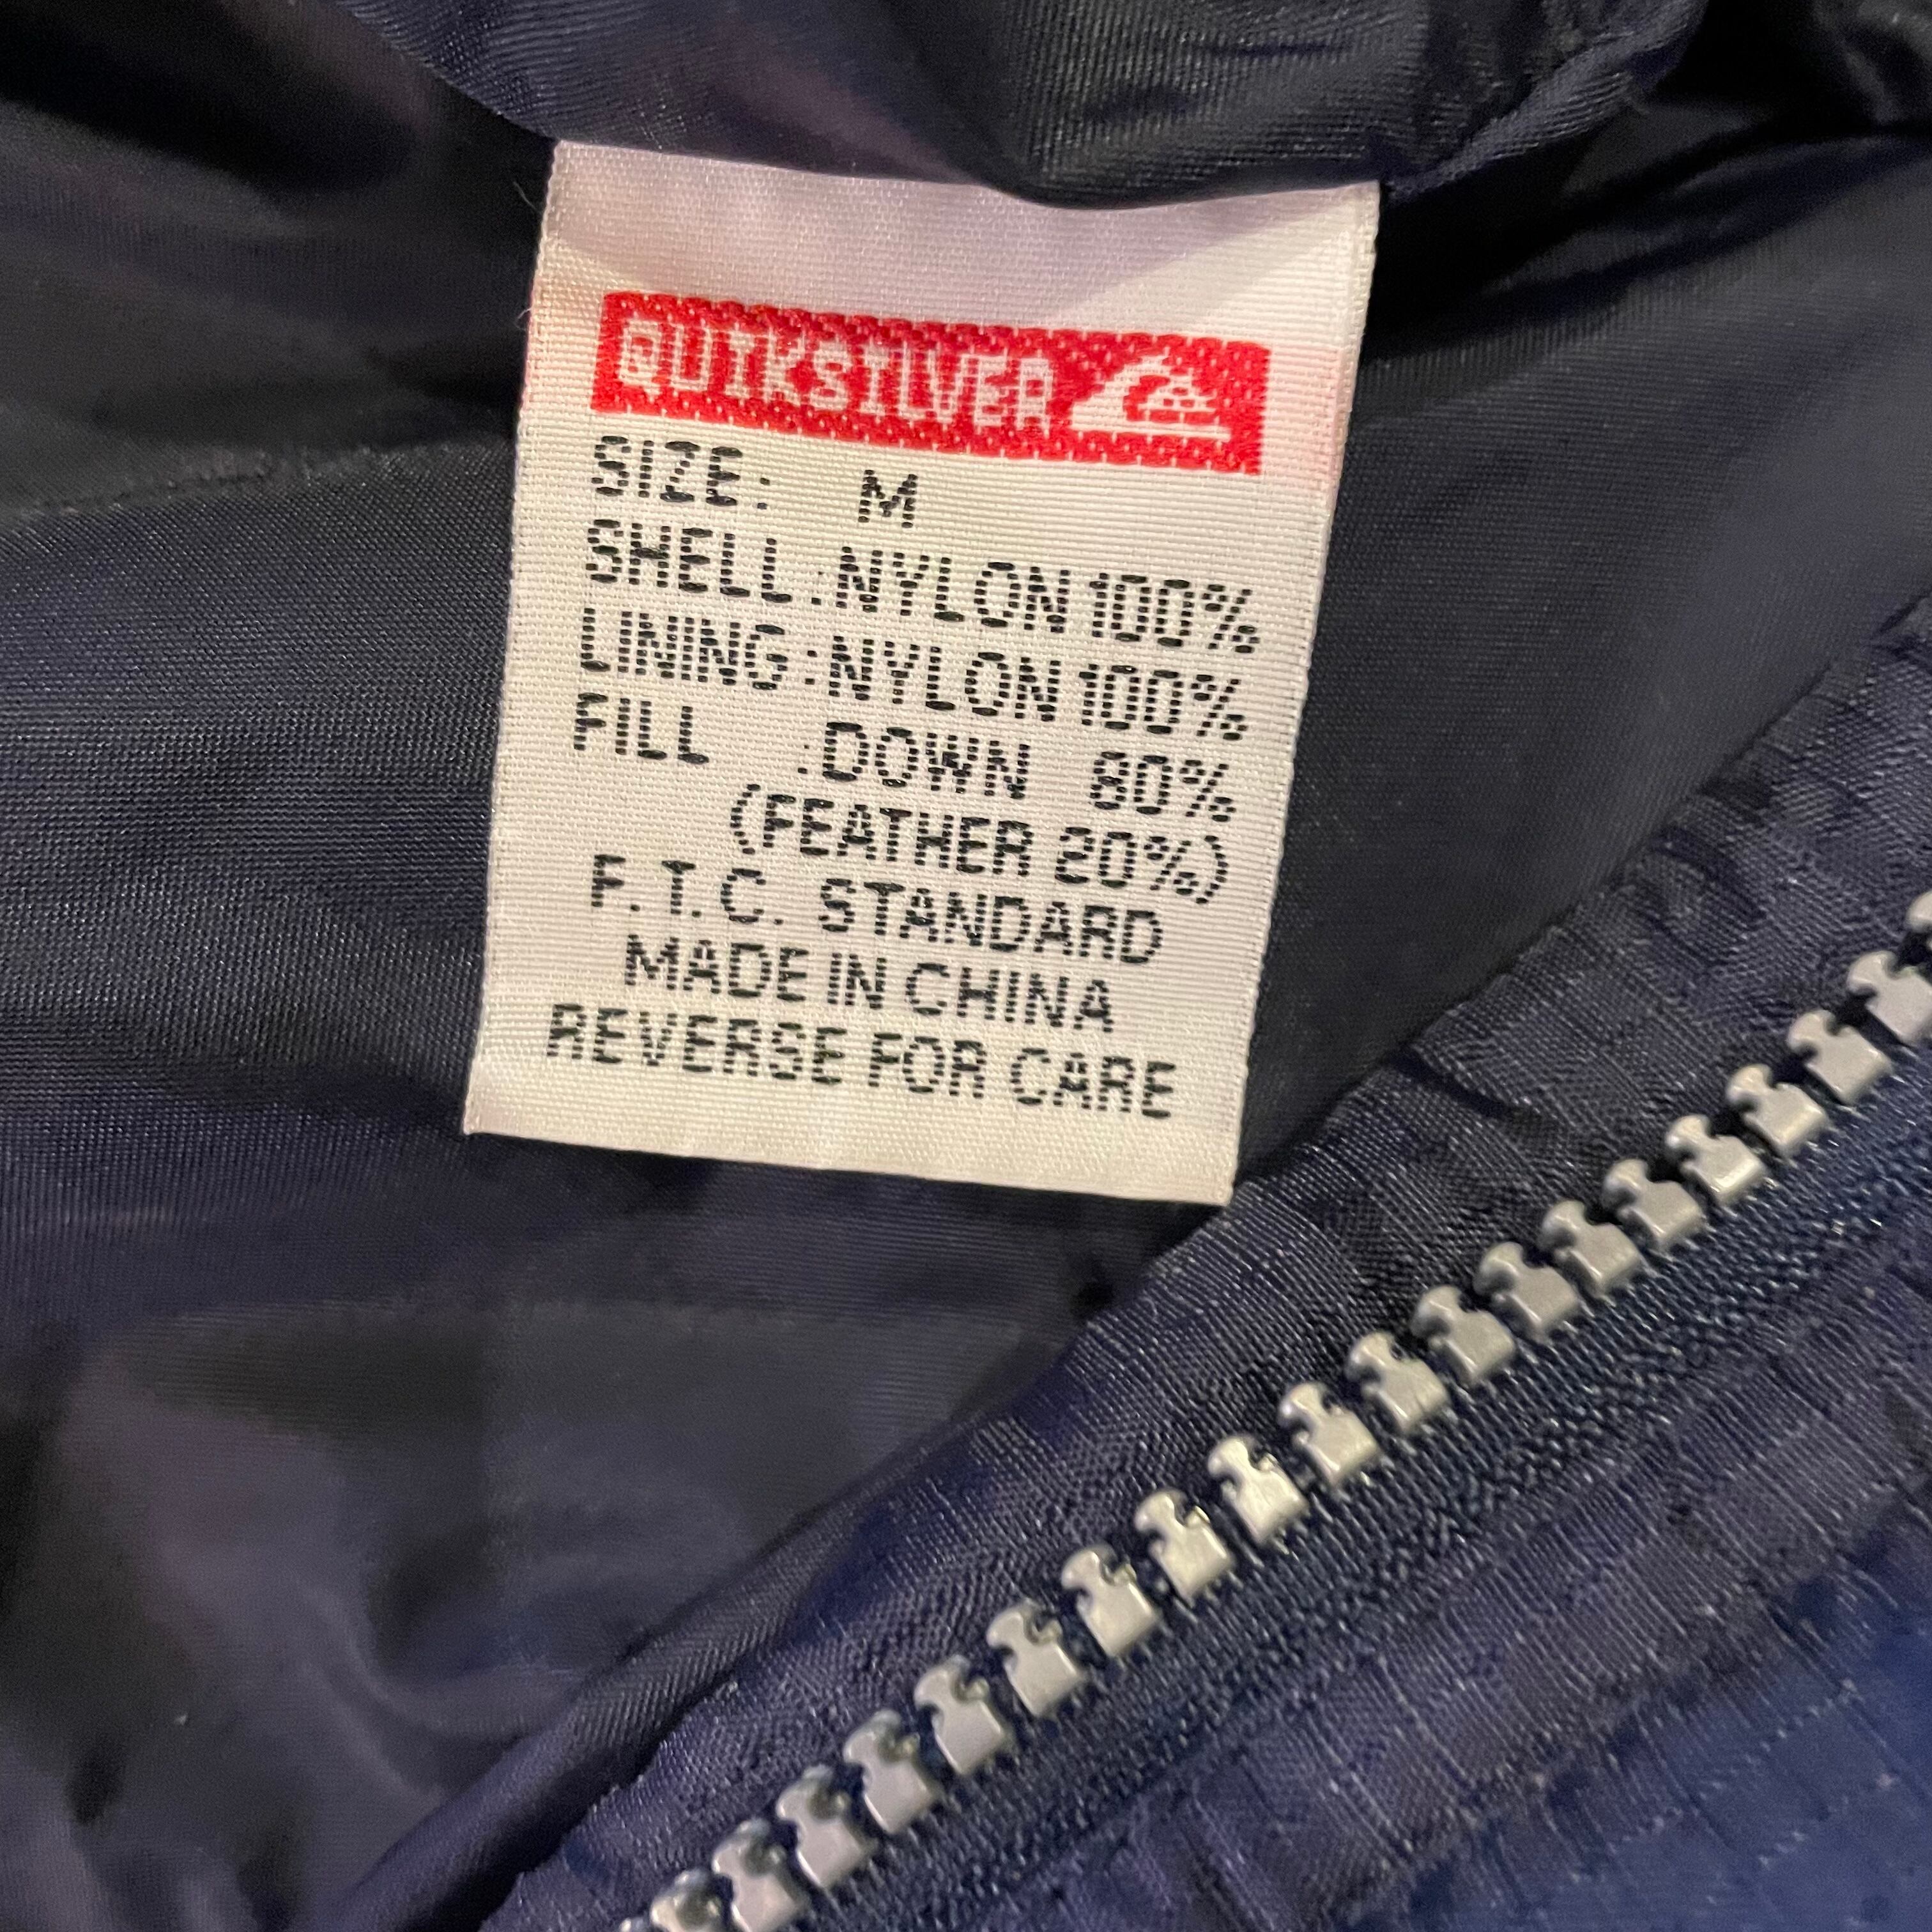 QUIKSILVER
SIZE: M
SHELL:NYLON 100%
LINING:NYLON 100%
FILL :DOWN 80%
(FEATHER 20%)
F.T.C. STANDARD
MADE IN CHINA
REVERSE FOR CARE